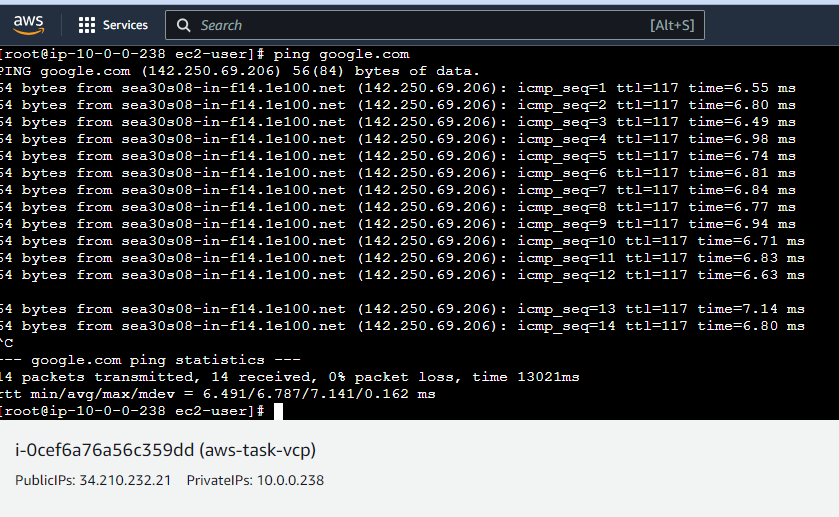 aws Services Search [Alt+S]
[root@ip-10-0-0-238 ec2-user]# ping google.com
PING google.com (142.250.69.206) 56(84) bytes of data.
64 bytes from sea30s08-in-f14.1e100.net (142.250.69.206): icmp_seq=1 ttl=117 time=6.55 ms
64 bytes from sea30s08-in-f14.1e100.net (142.250.69.206): icmp_seq=2 ttl=117 time=6.80 ms
64 bytes from sea30s08-in-f14.1e100.net (142.250.69.206): icmp_seq=3 ttl=117 time=6.49 ms
64 bytes from sea30s08-in-f14.1e100.net (142.250.69.206): icmp_seq=4 ttl=117 time=6.98 ms
64 bytes from sea30s08-in-f14.1e100.net (142.250.69.206): icmp_seq=5 ttl=117 time=6.74 ms
64 bytes from sea30s08-in-f14.1e100.net (142.250.69.206): icmp_seq=6 ttl=117 time=6.81 ms
64 bytes from sea30s08-in-f14.1e100.net (142.250.69.206): icmp_seq=7 ttl=117 time=6.84 ms
64 bytes from sea30s08-in-f14.1e100.net (142.250.69.206): icmp_seq=8 ttl=117 time=6.77 ms
64 bytes from sea30s08-in-f14.1e100.net (142.250.69.206): icmp_seq=9 ttl=117 time=6.94 ms
64 bytes from sea30s08-in-f14.1e100.net (142.250.69.206): icmp_seq=10 ttl=117 time=6.71 ms
64 bytes from sea30s08-in-f14.1e100.net (142.250.69.206): icmp_seq=11 ttl=117 time=6.83 ms
64 bytes from sea30s08-in-f14.1e100.net (142.250.69.206): icmp_seq=12 ttl=117 time=6.63 ms
64 bytes from sea30s08-in-f14.1e100.net (142.250.69.206): icmp_seq=13 ttl=117 time=7.14 ms
64 bytes from sea30s08-in-f14.1e100.net (142.250.69.206): icmp_seq=14 ttl=117 time=6.80 ms
^C
--- google.com ping statistics ---
14 packets transmitted, 14 received, 0% packet loss, time 13021ms
rtt min/avg/max/mdev = 6.491/6.787/7.141/0.162 ms
[root@ip-10-0-0-238 ec2-user]#
i-0cef6a76a56c359dd (aws-task-vcp)
PublicIPs: 34.210.232.21 PrivateIPs: 10.0.0.238